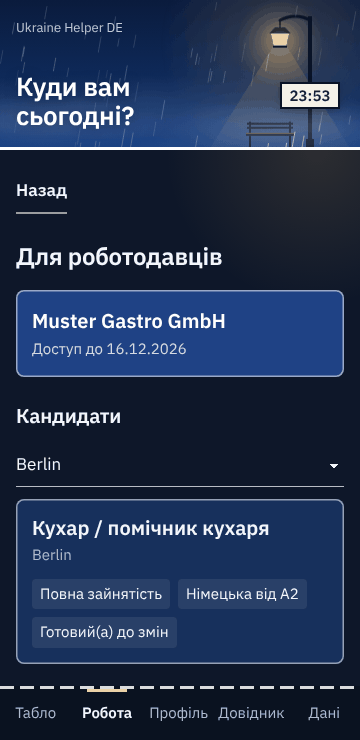 Ukraine Helper DE
Куди вам
сьогодні?
23:53
Назад
Для роботодавців
Muster Gastro GmbH
Доступ до 16.12.2026
Кандидати
Berlin
Кухар / помічник кухаря
Berlin
Повна зайнятість
Німецька від A2
Готовий(а) до змін
Табло
Робота
Профіль
Довідник
Дані